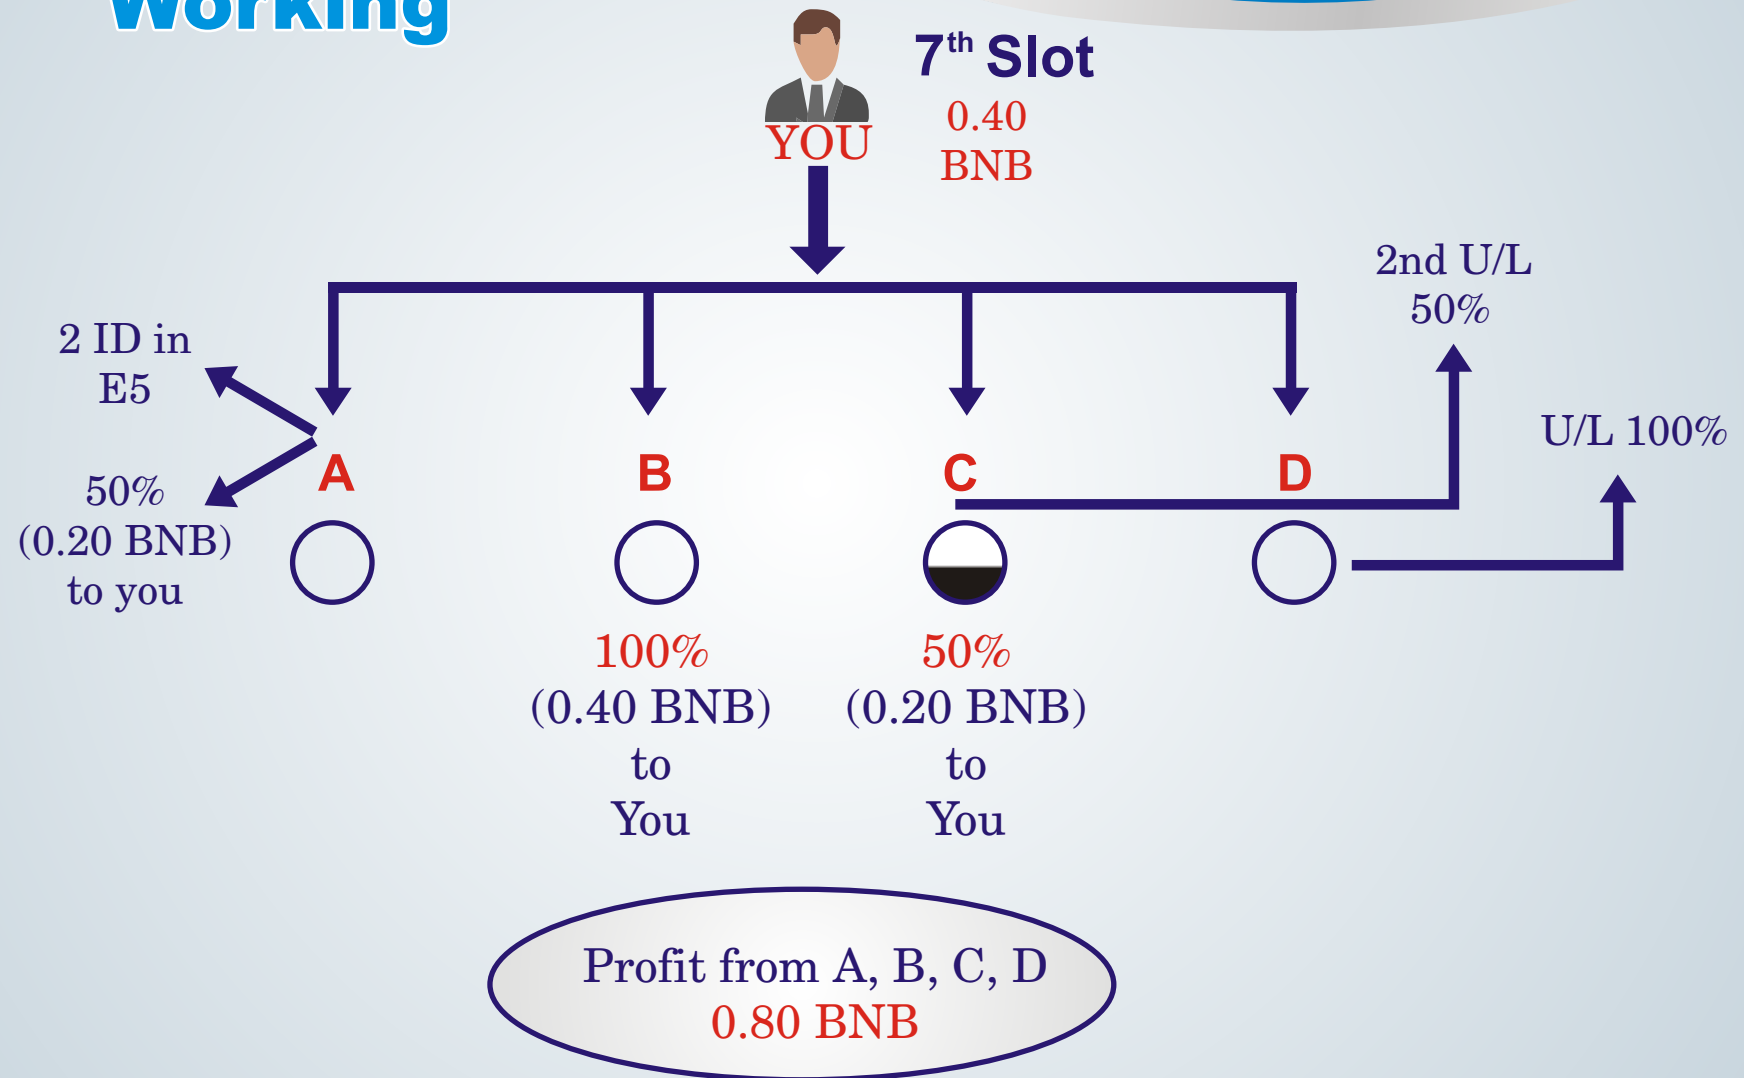 Working
7th Slot
0.40
BNB
YOU
2nd U/L
50%
U/L 100%
2 ID in
E5
50%
(0.20 BNB)
to you
A
B
C
D
100%
(0.40 BNB)
to
You
50%
(0.20 BNB)
to
You
Profit from A, B, C, D
0.80 BNB